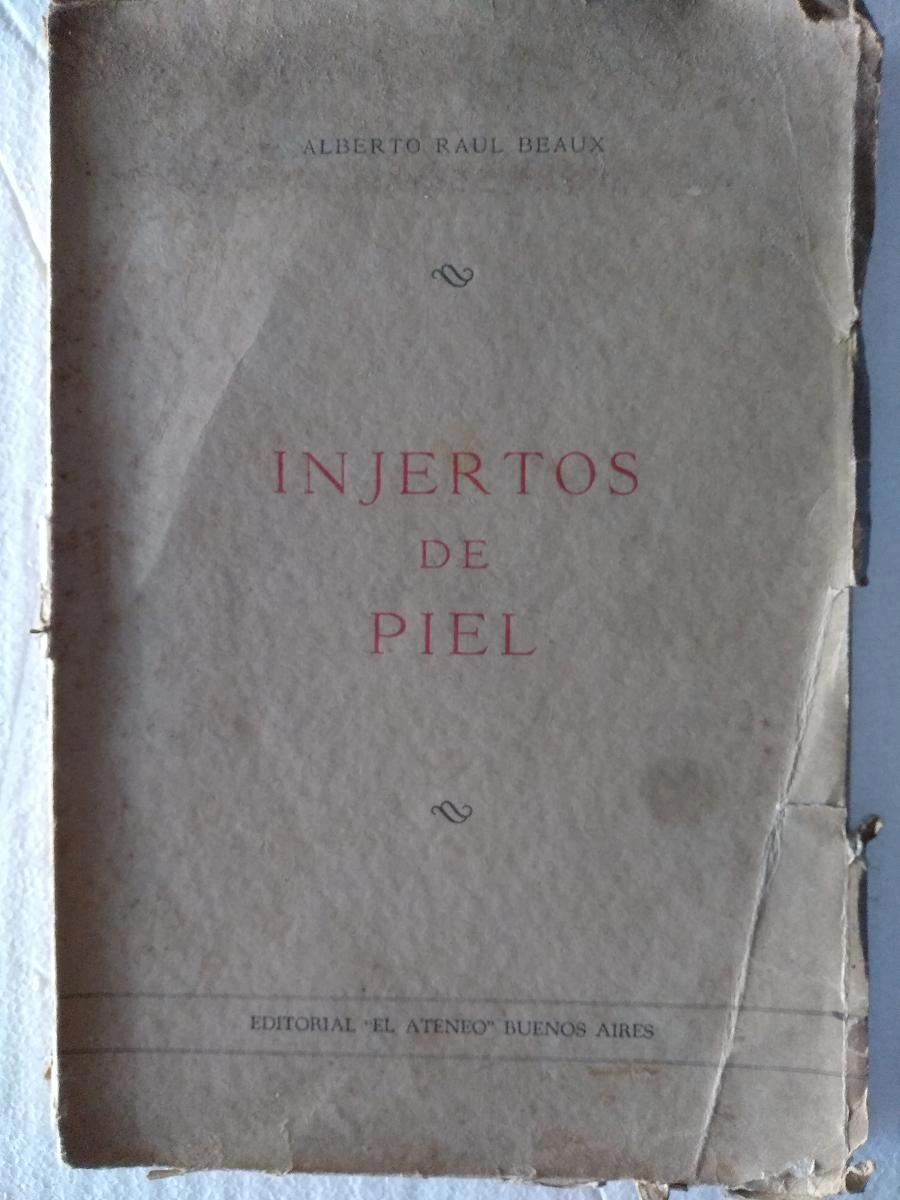 ALBERTO RAUL BEAUX
INJERTOS
DE
PIEL
EDITORIAL "EL ATENEO" BUENOS AIRES